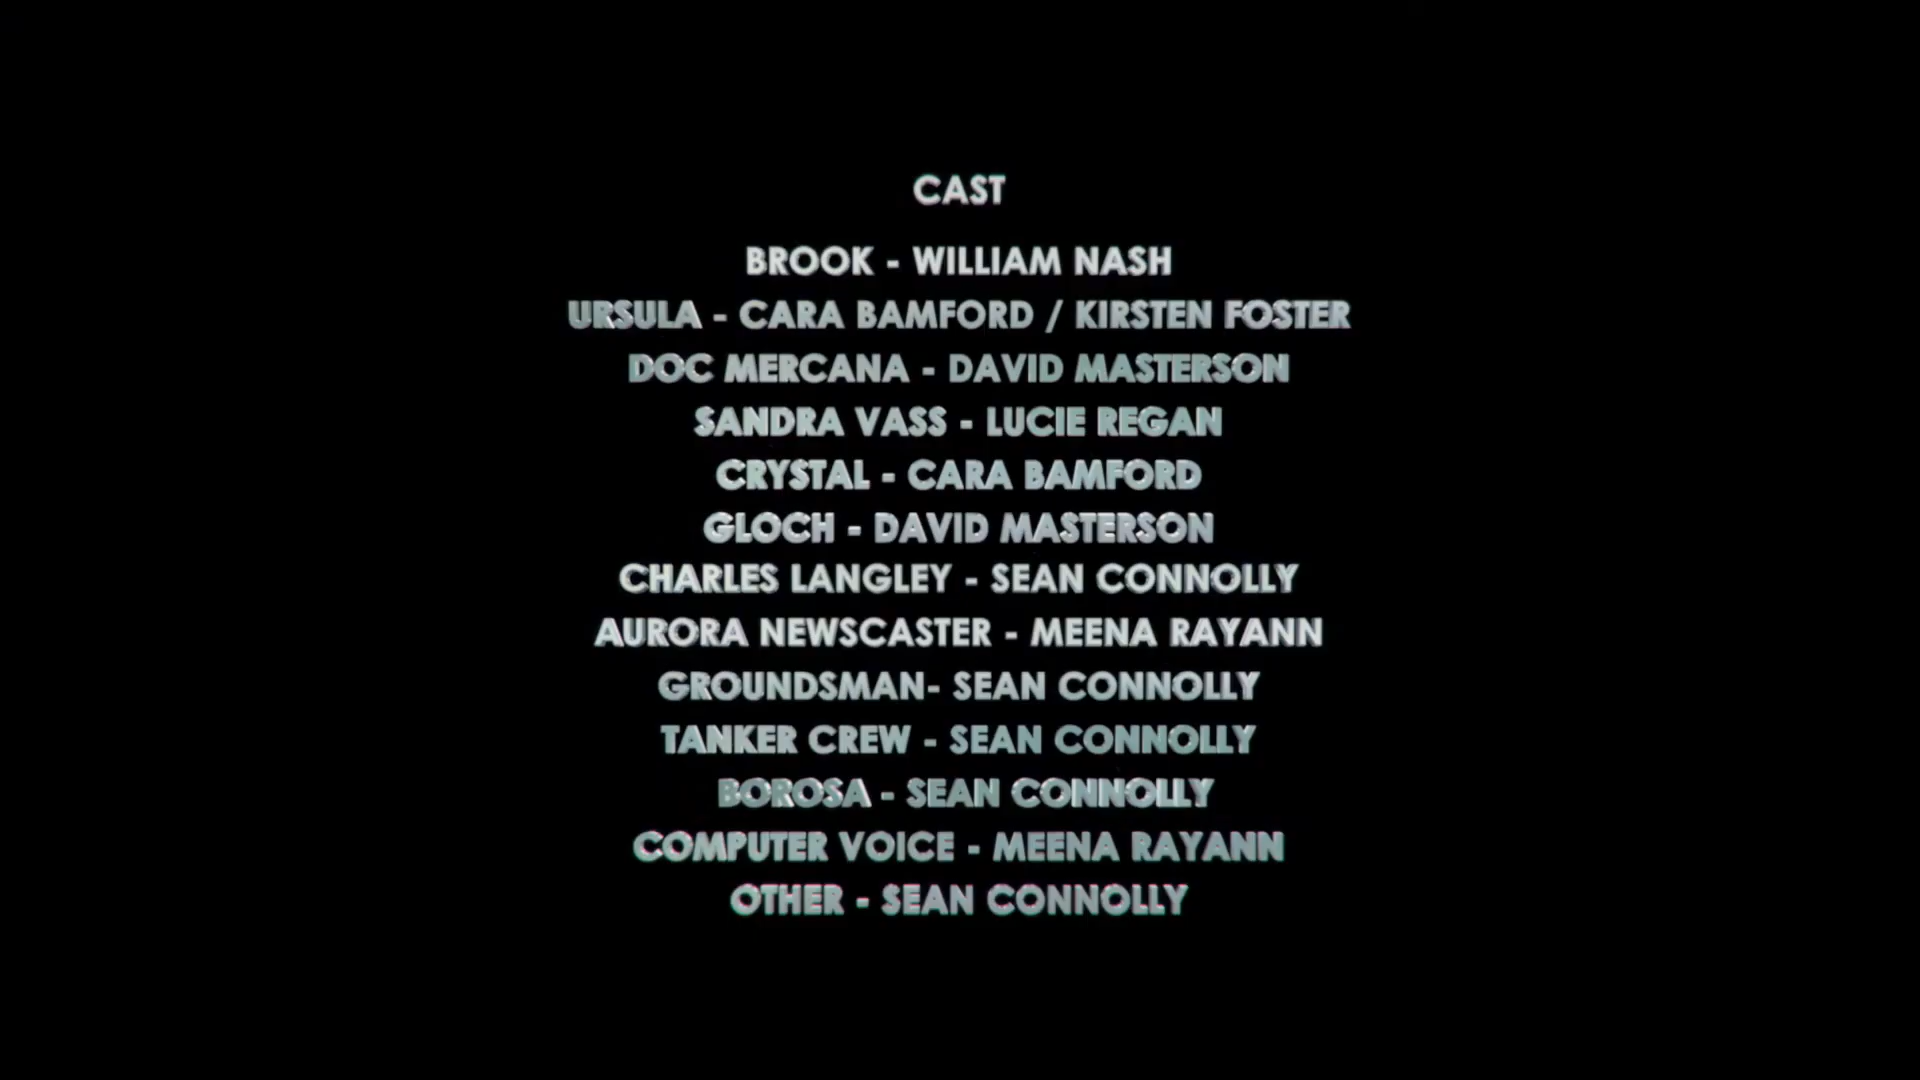 CAST
BROOK - WILLIAM NASH
URSULA - CARA BAMFORD / KIRSTEN FOSTER
DOC MERCANA - DAVID MASTERSON
SANDRA VASS - LUCIE REGAN
CRYSTAL - CARA BAMFORD
GLOCH - DAVID MASTERSON
CHARLES LANGLEY - SEAN CONNOLLY
AURORA NEWSCASTER - MEENA RAYANN
GROUNDSMAN- SEAN CONNOLLY
TANKER CREW - SEAN CONNOLLY
BOROSA - SEAN CONNOLLY
COMPUTER VOICE - MEENA RAYANN
OTHER - SEAN CONNOLLY